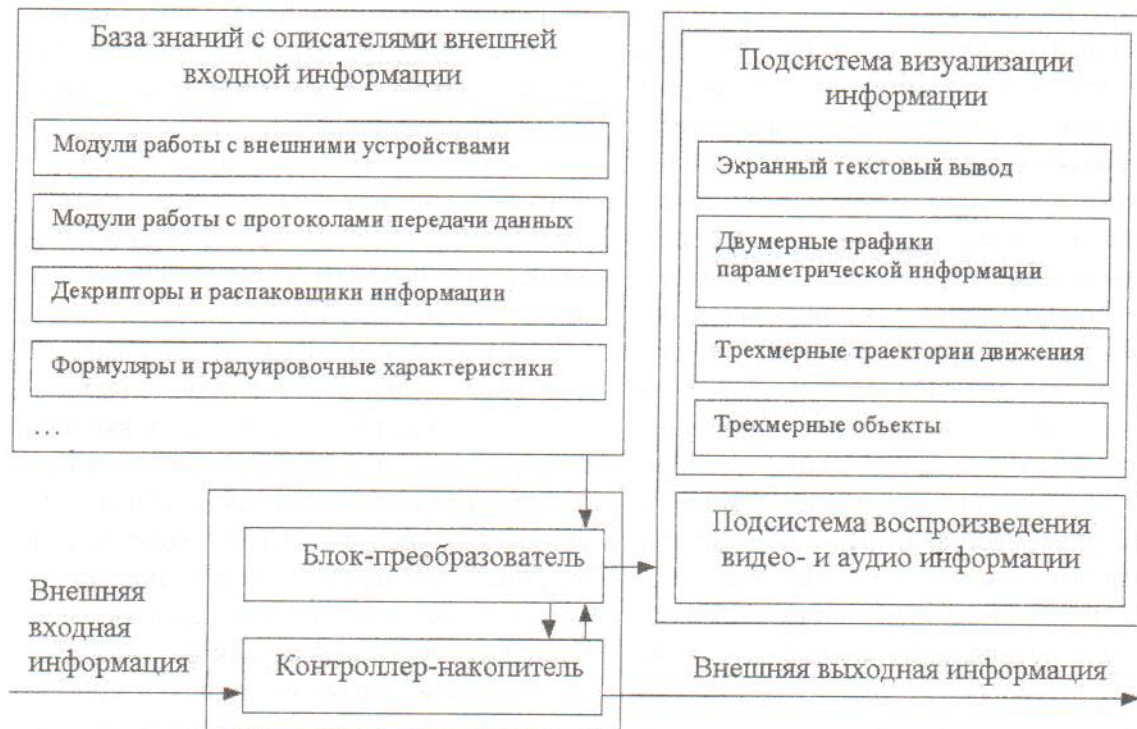 База знаний с описателями внешней
входной информации
Модули работы с внешними устройствами
Модули работы с протоколами передачи данных
Декрипторы и распаковщики информации
Формуляры и градуировочные характеристики
…
Подсистема визуализации
информации
Экранный текстовый вывод
Двумерные графики
параметрической информации
Трехмерные траектории движения
Трехмерные объекты
Подсистема воспроизведения
видео- и аудио информации
Блок-преобразователь
Внешняя
входная
информация
Контроллер-накопитель
Внешняя выходная информация